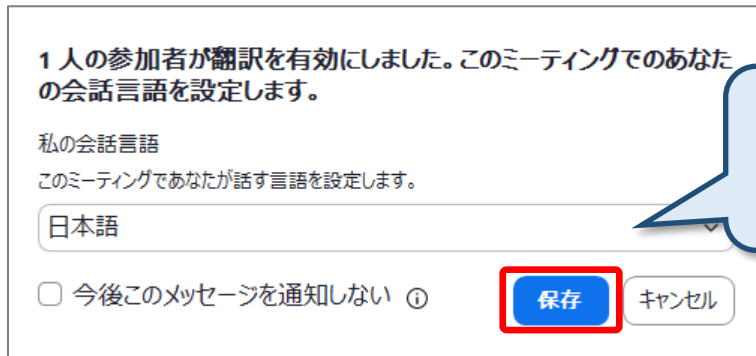 1 人の参加者が翻訳を有効にしました。このミーティングでのあなた
の会話言語を設定します。
私の会話言語
このミーティングであなたが話す言語を設定します。
日本語
今後このメッセージを通知しない
保存
キャンセル